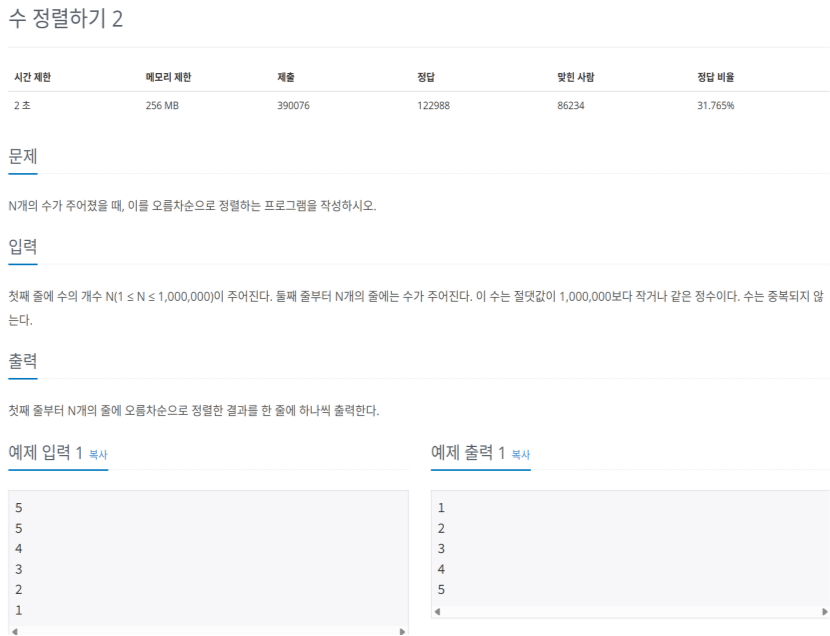 수 정렬하기 2
시간 제한 메모리 제한 제출 정답 맞힌 사람 정답 비율
2 초 256 MB 390076 122988 86234 31.765%
문제
N개의 수가 주어졌을 때, 이를 오름차순으로 정렬하는 프로그램을 작성하시오.
입력
첫째 줄에 수의 개수 N(1 ≤ N ≤ 1,000,000)이 주어진다. 둘째 줄부터 N개의 줄에는 수가 주어진다. 이 수는 절댓값이 1,000,000보다 작거나 같은 정수이다. 수는 중복되지 않
는다.
출력
첫째 줄부터 N개의 줄에 오름차순으로 정렬한 결과를 한 줄에 하나씩 출력한다.
예제 입력 1 복사
5
5
4
3
2
1
예제 출력 1 복사
1
2
3
4
5